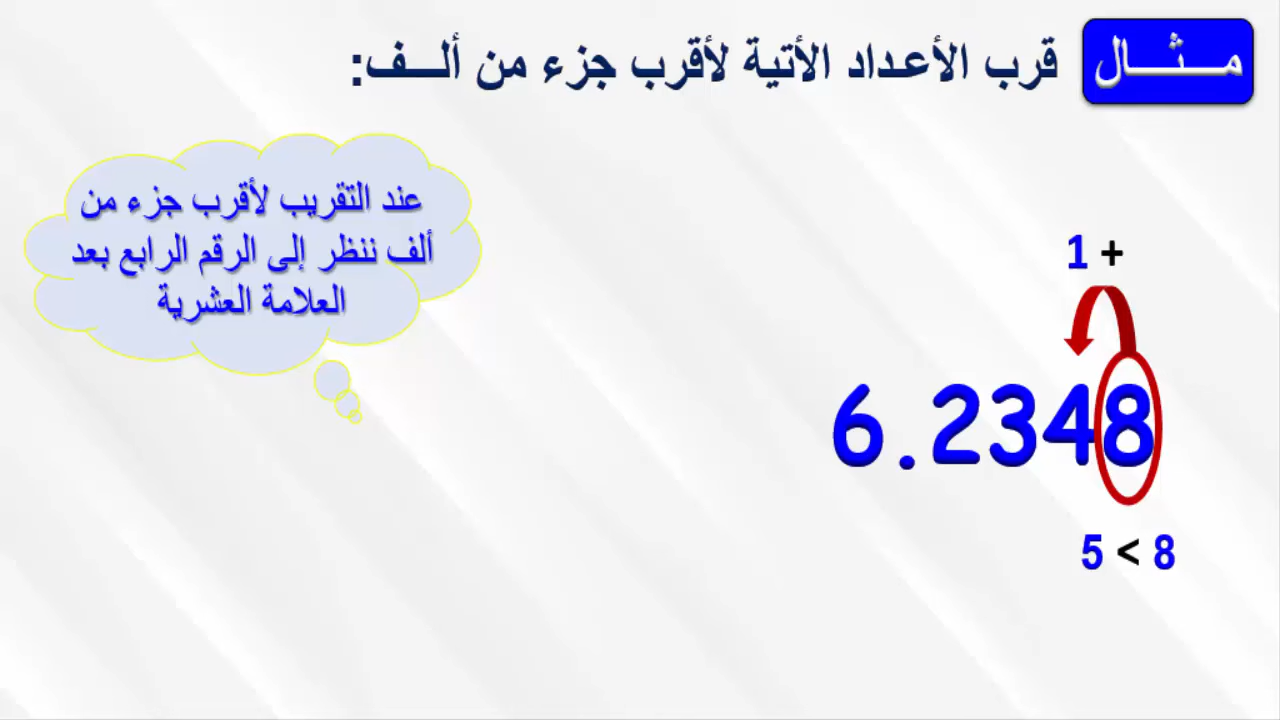 مـــثـــال
قرب الأعداد الأتية لأقرب جزء من ألـــف:
عند التقريب لأقرب جزء من
ألف ننظر إلى الرقم الرابع بعد
العلامة العشرية
1 +
6.2348
5 < 8